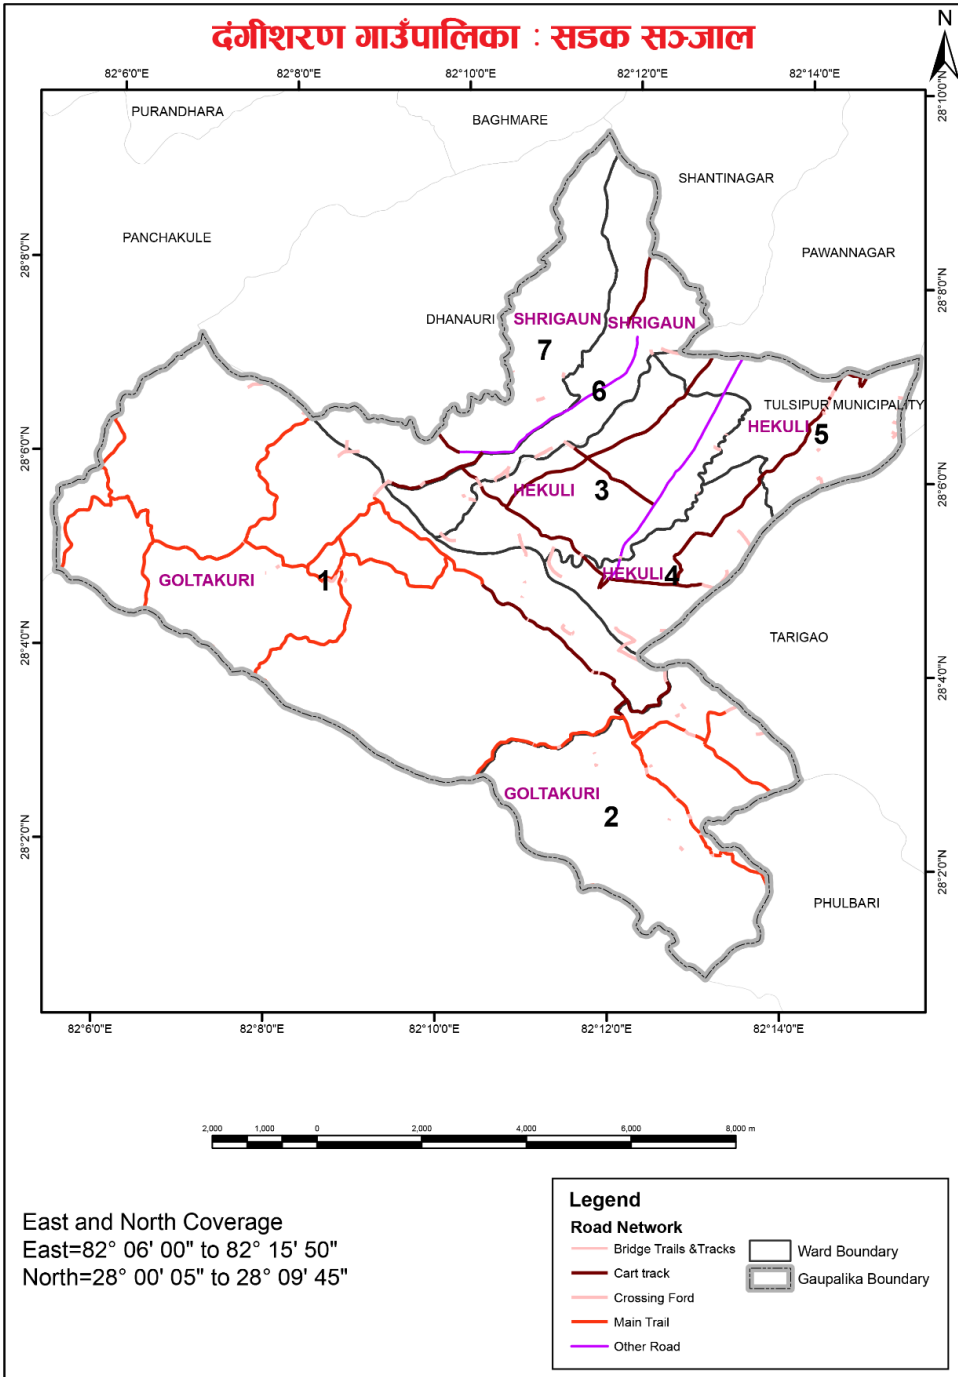 दंगीशरण गाउँपालिका : सडक सञ्जाल
N
82°6'0"E 82°8'0"E 82°10'0"E 82°12'0"E 82°14'0"E
28°10'0"N
PURANDHARA
BAGHMARE
SHANTINAGAR
PANCHAKULE
PAWANNAGAR
28°8'0"N
28°8'0"N
DHANAURI
SHRIGAUN
SHRIGAUN
7
6
TULSIPUR MUNICIPALITY
HEKULI
5
28°6'0"N
28°6'0"N
HEKULI
3
GOLTAKURI
1
HEKULI
4
TARIGAO
28°4'0"N
28°4'0"N
GOLTAKURI
2
28°2'0"N
28°2'0"N
PHULBARI
82°6'0"E 82°8'0"E 82°10'0"E 82°12'0"E 82°14'0"E
2,000 1,000 0 2,000 4,000 6,000 8,000 m
East and North Coverage
East=82° 06' 00" to 82° 15' 50"
North=28° 00' 05" to 28° 09' 45"
Legend
Road Network
Bridge Trails &Tracks
Cart track
Crossing Ford
Main Trail
Other Road
Ward Boundary
Gaupalika Boundary